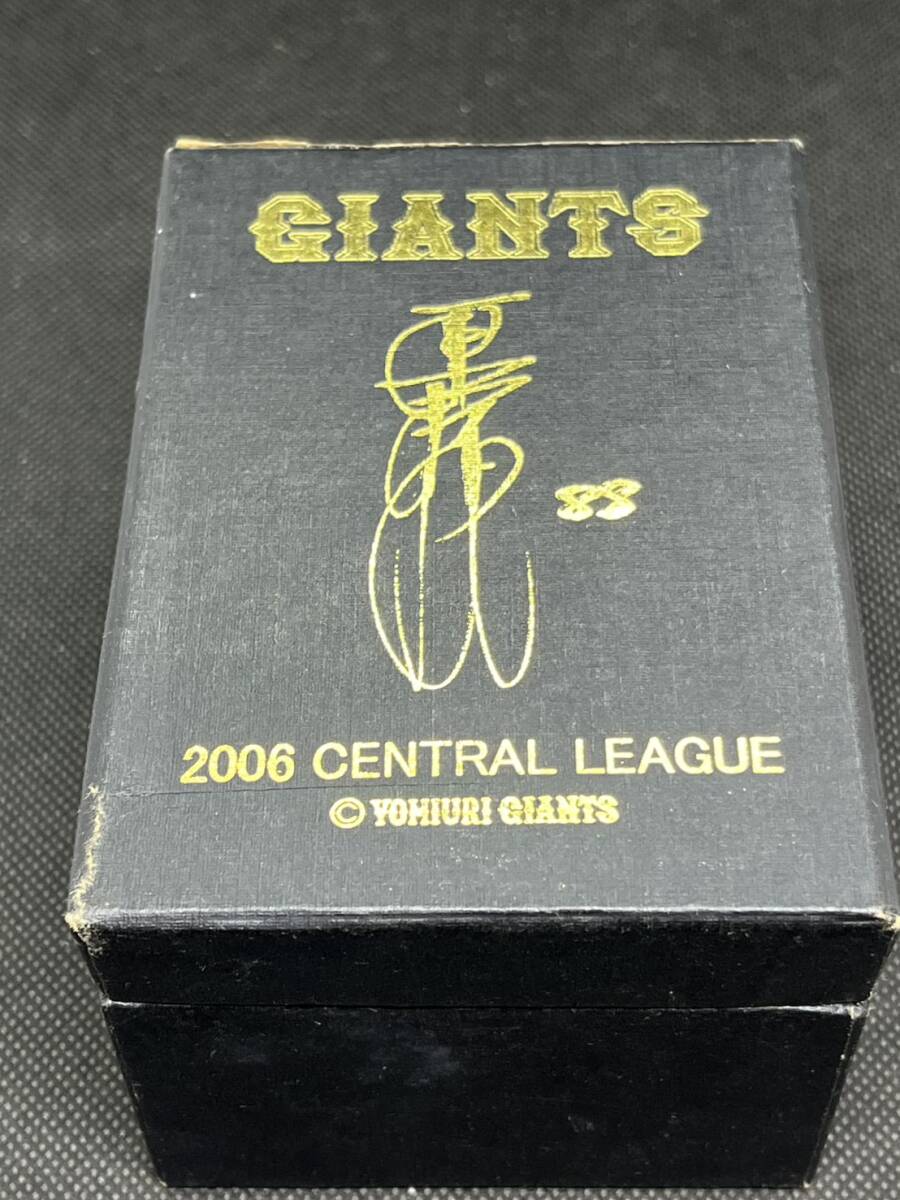 GIANTS
88
2006 CENTRAL LEAGUE
© YOMIURI GIANTS